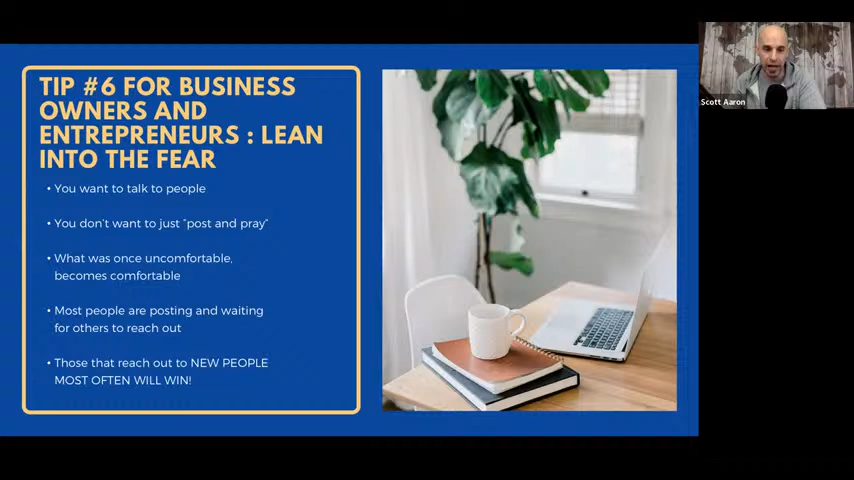 TIP #6 FOR BUSINESS
OWNERS AND
ENTREPRENEURS : LEAN
INTO THE FEAR
• You want to talk to people
• You don't want to just "post and pray"
• What was once uncomfortable,
becomes comfortable
• Most people are posting and waiting
for others to reach out
• Those that reach out to NEW PEOPLE
MOST OFTEN WILL WIN!
Scott Aaron